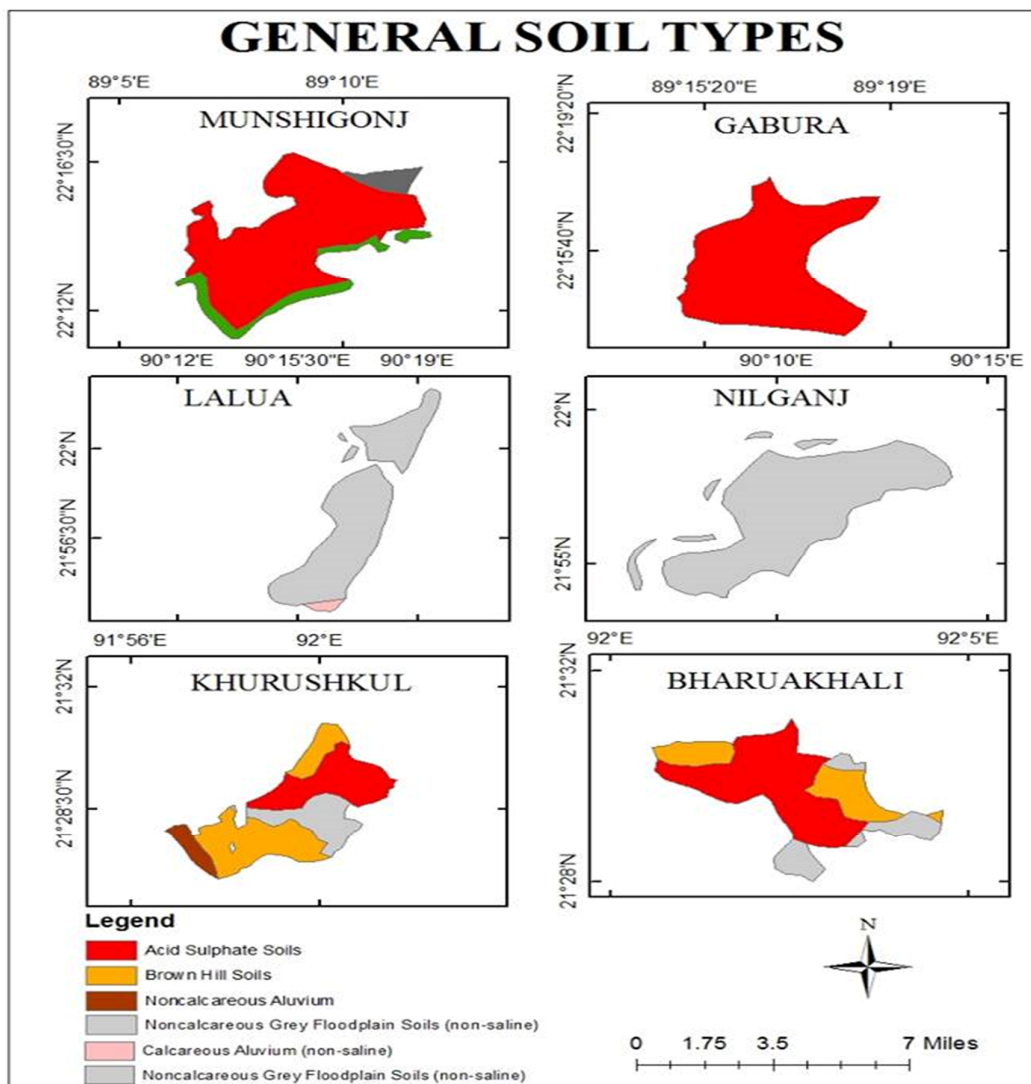 GENERAL SOIL TYPES
89°5'E 89°10'E
89°15'20"E 89°19'E
MUNSHIGONJ
22°16'30"N
22°12'N
GABURA
22°19'20"N
22°15'40"N
90°12'E 90°15'30"E 90°19'E
90°10'E 90°15'E
LALUA
22°N
21°56'30"N
NILGANJ
22°N
21°55'N
91°56'E 92°E
92°E 92°5'E
KHURUSHKUL
21°32'N
21°28'30"N
BHARUAKHALI
21°32'N
21°28'N
Legend
Acid Sulphate Soils
Brown Hill Soils
Noncalcareous Aluvium
Noncalcareous Grey Floodplain Soils (non-saline)
Calcareous Aluvium (non-saline)
Noncalcareous Grey Floodplain Soils (non-saline)
N
0 1.75 3.5 7 Miles